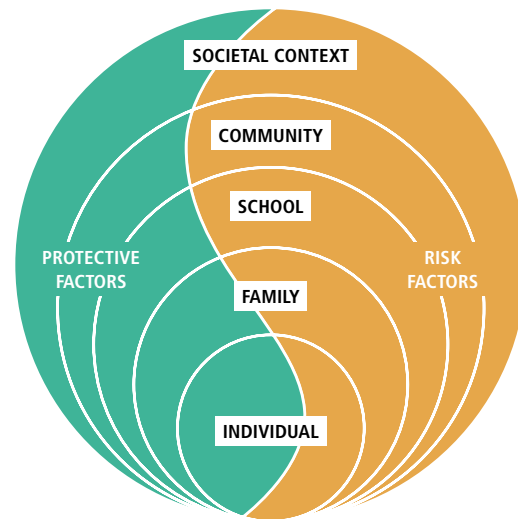 SOCIETAL CONTEXT
COMMUNITY
SCHOOL
PROTECTIVE
FACTORS
RISK
FACTORS
FAMILY
INDIVIDUAL